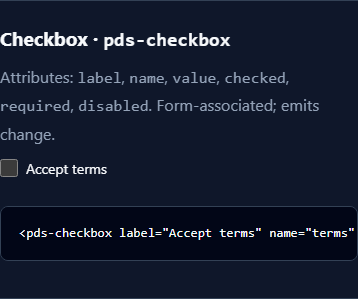 Checkbox · pds-checkbox
Attributes: label, name, value, checked,
required, disabled. Form-associated; emits
change.
Accept terms
<pds-checkbox label="Accept terms" name="terms"